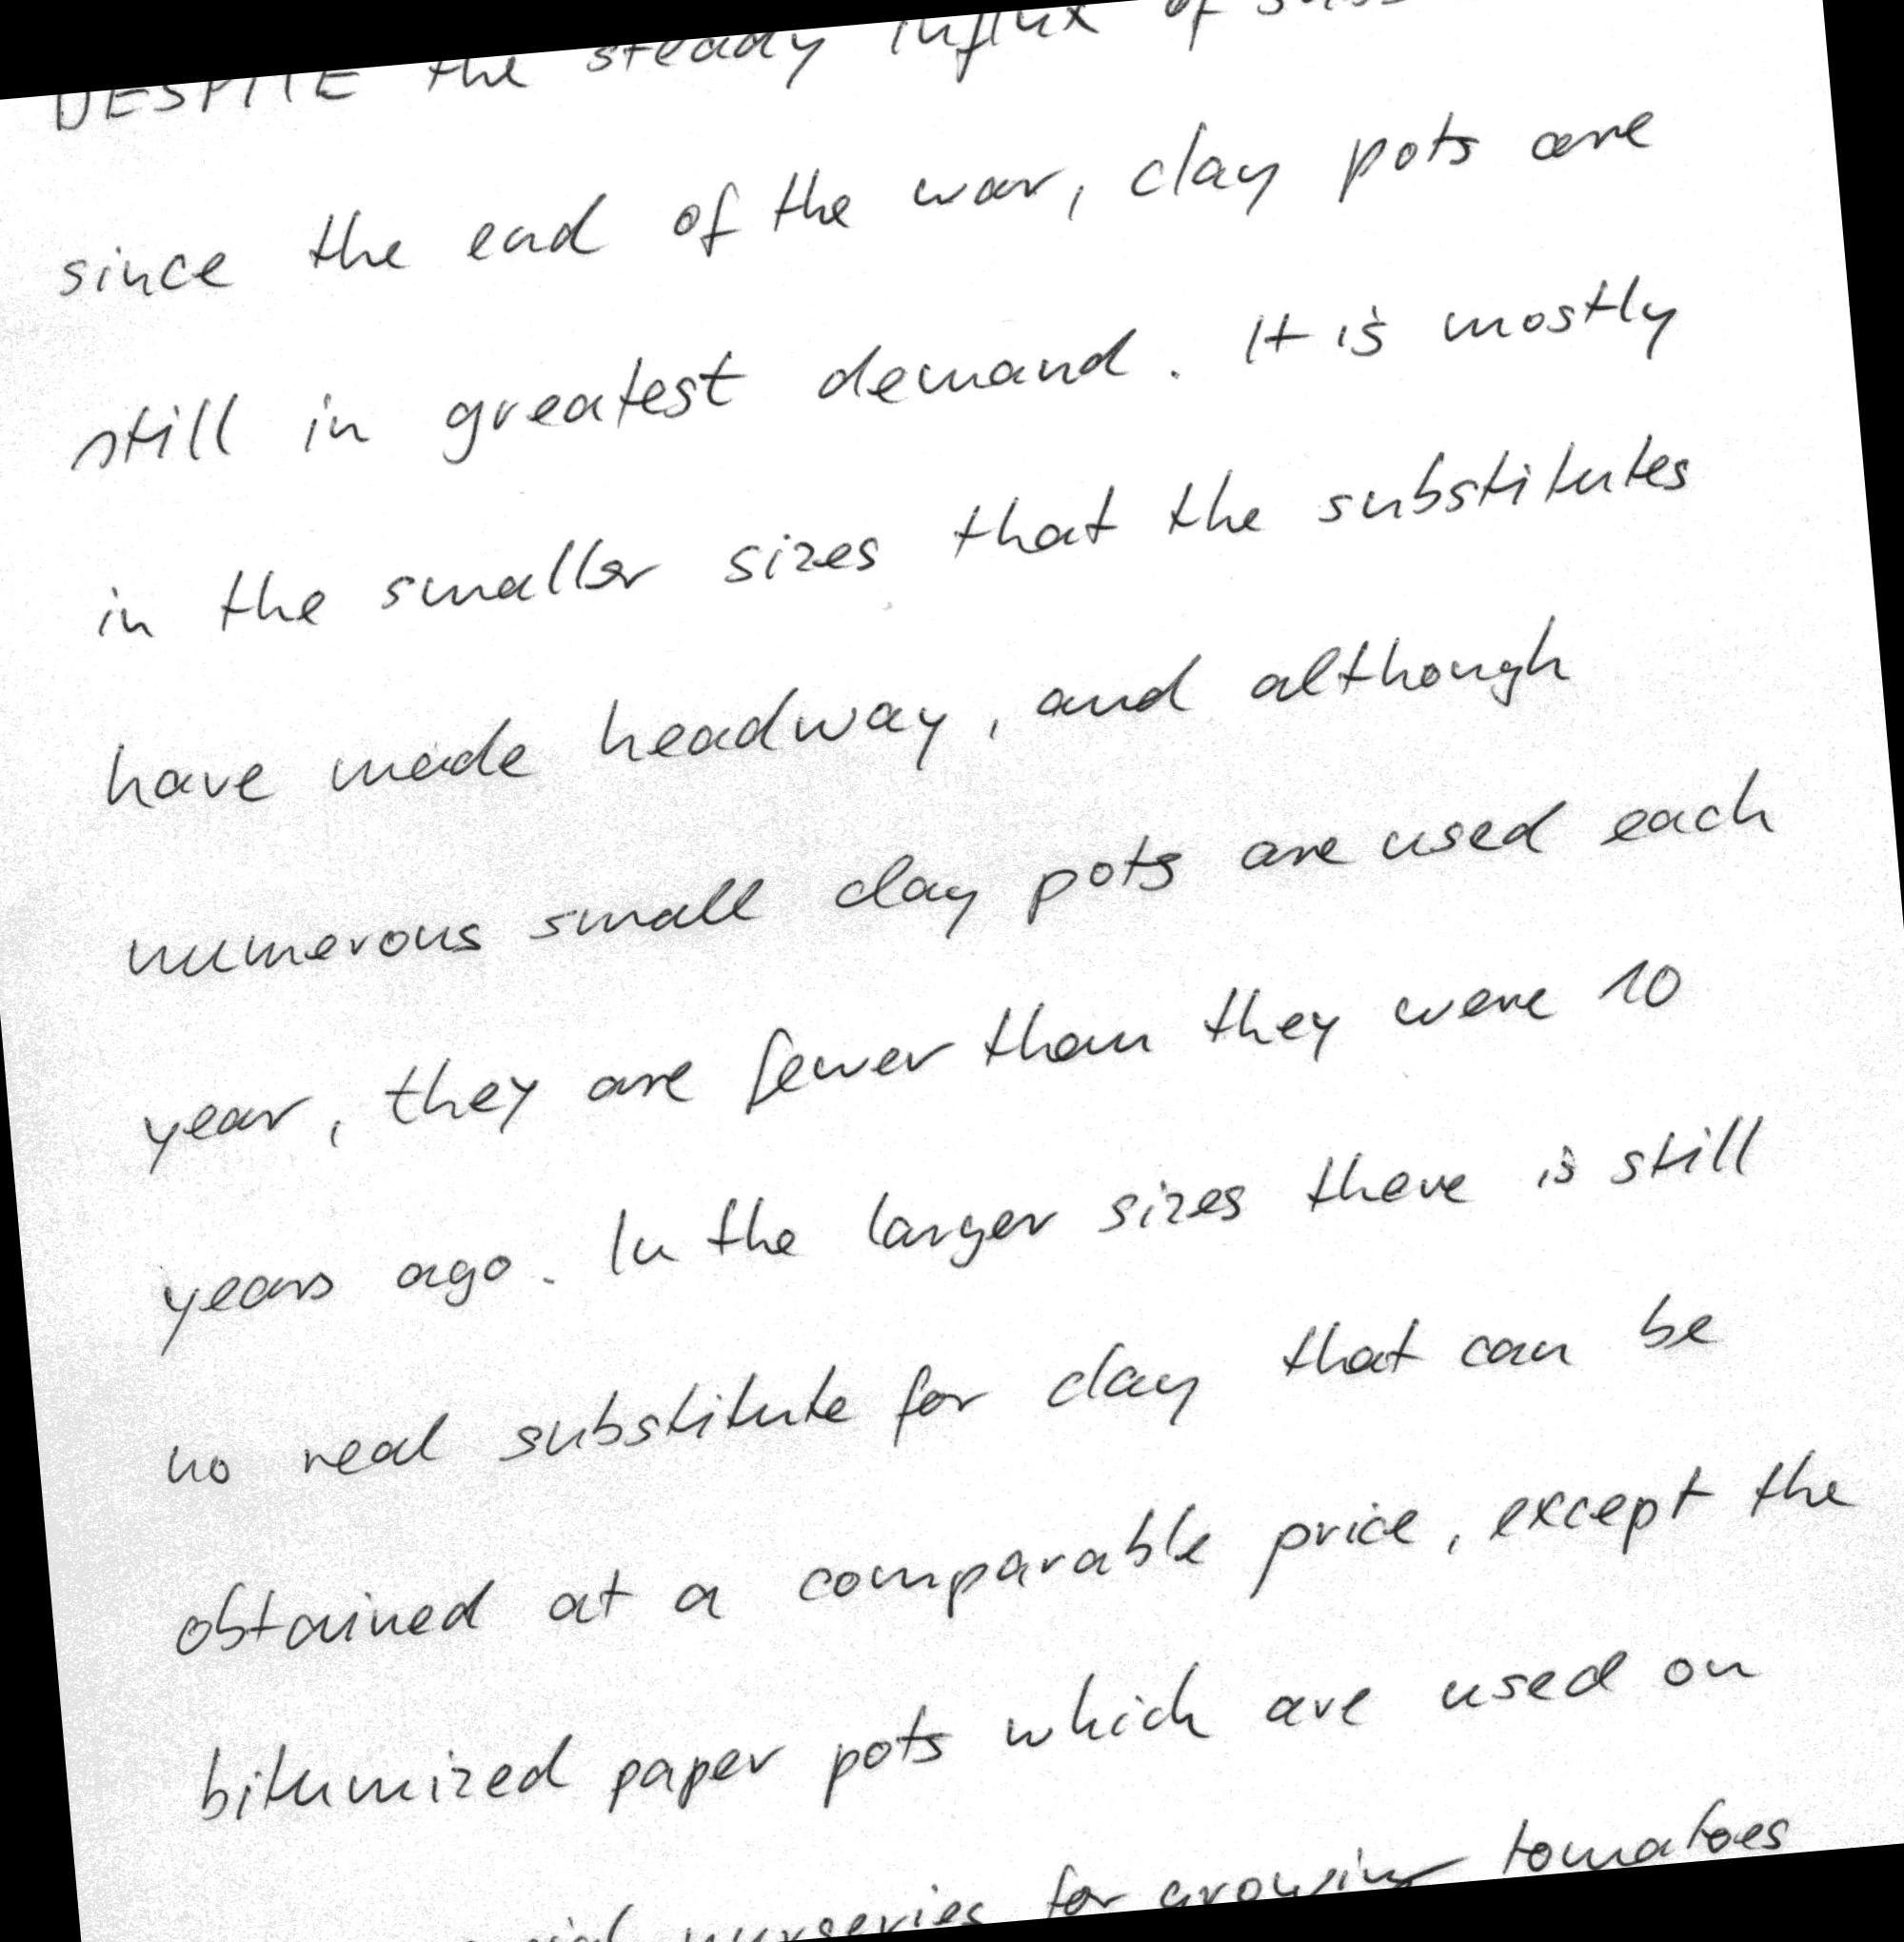 DESPITE the steady influx of
since the end of the war, clay pots are
still in greatest demand. It is mostly
in the smaller sizes that the substitutes
have made headway, and although
numerous small clay pots are used each
year, they are fewer than they were 10
years ago. In the larger sizes there is still
no real substitute for clay that can be
obtained at a comparable price, except the
bitumized paper pots which are used on
nurseries for growing tomatoes